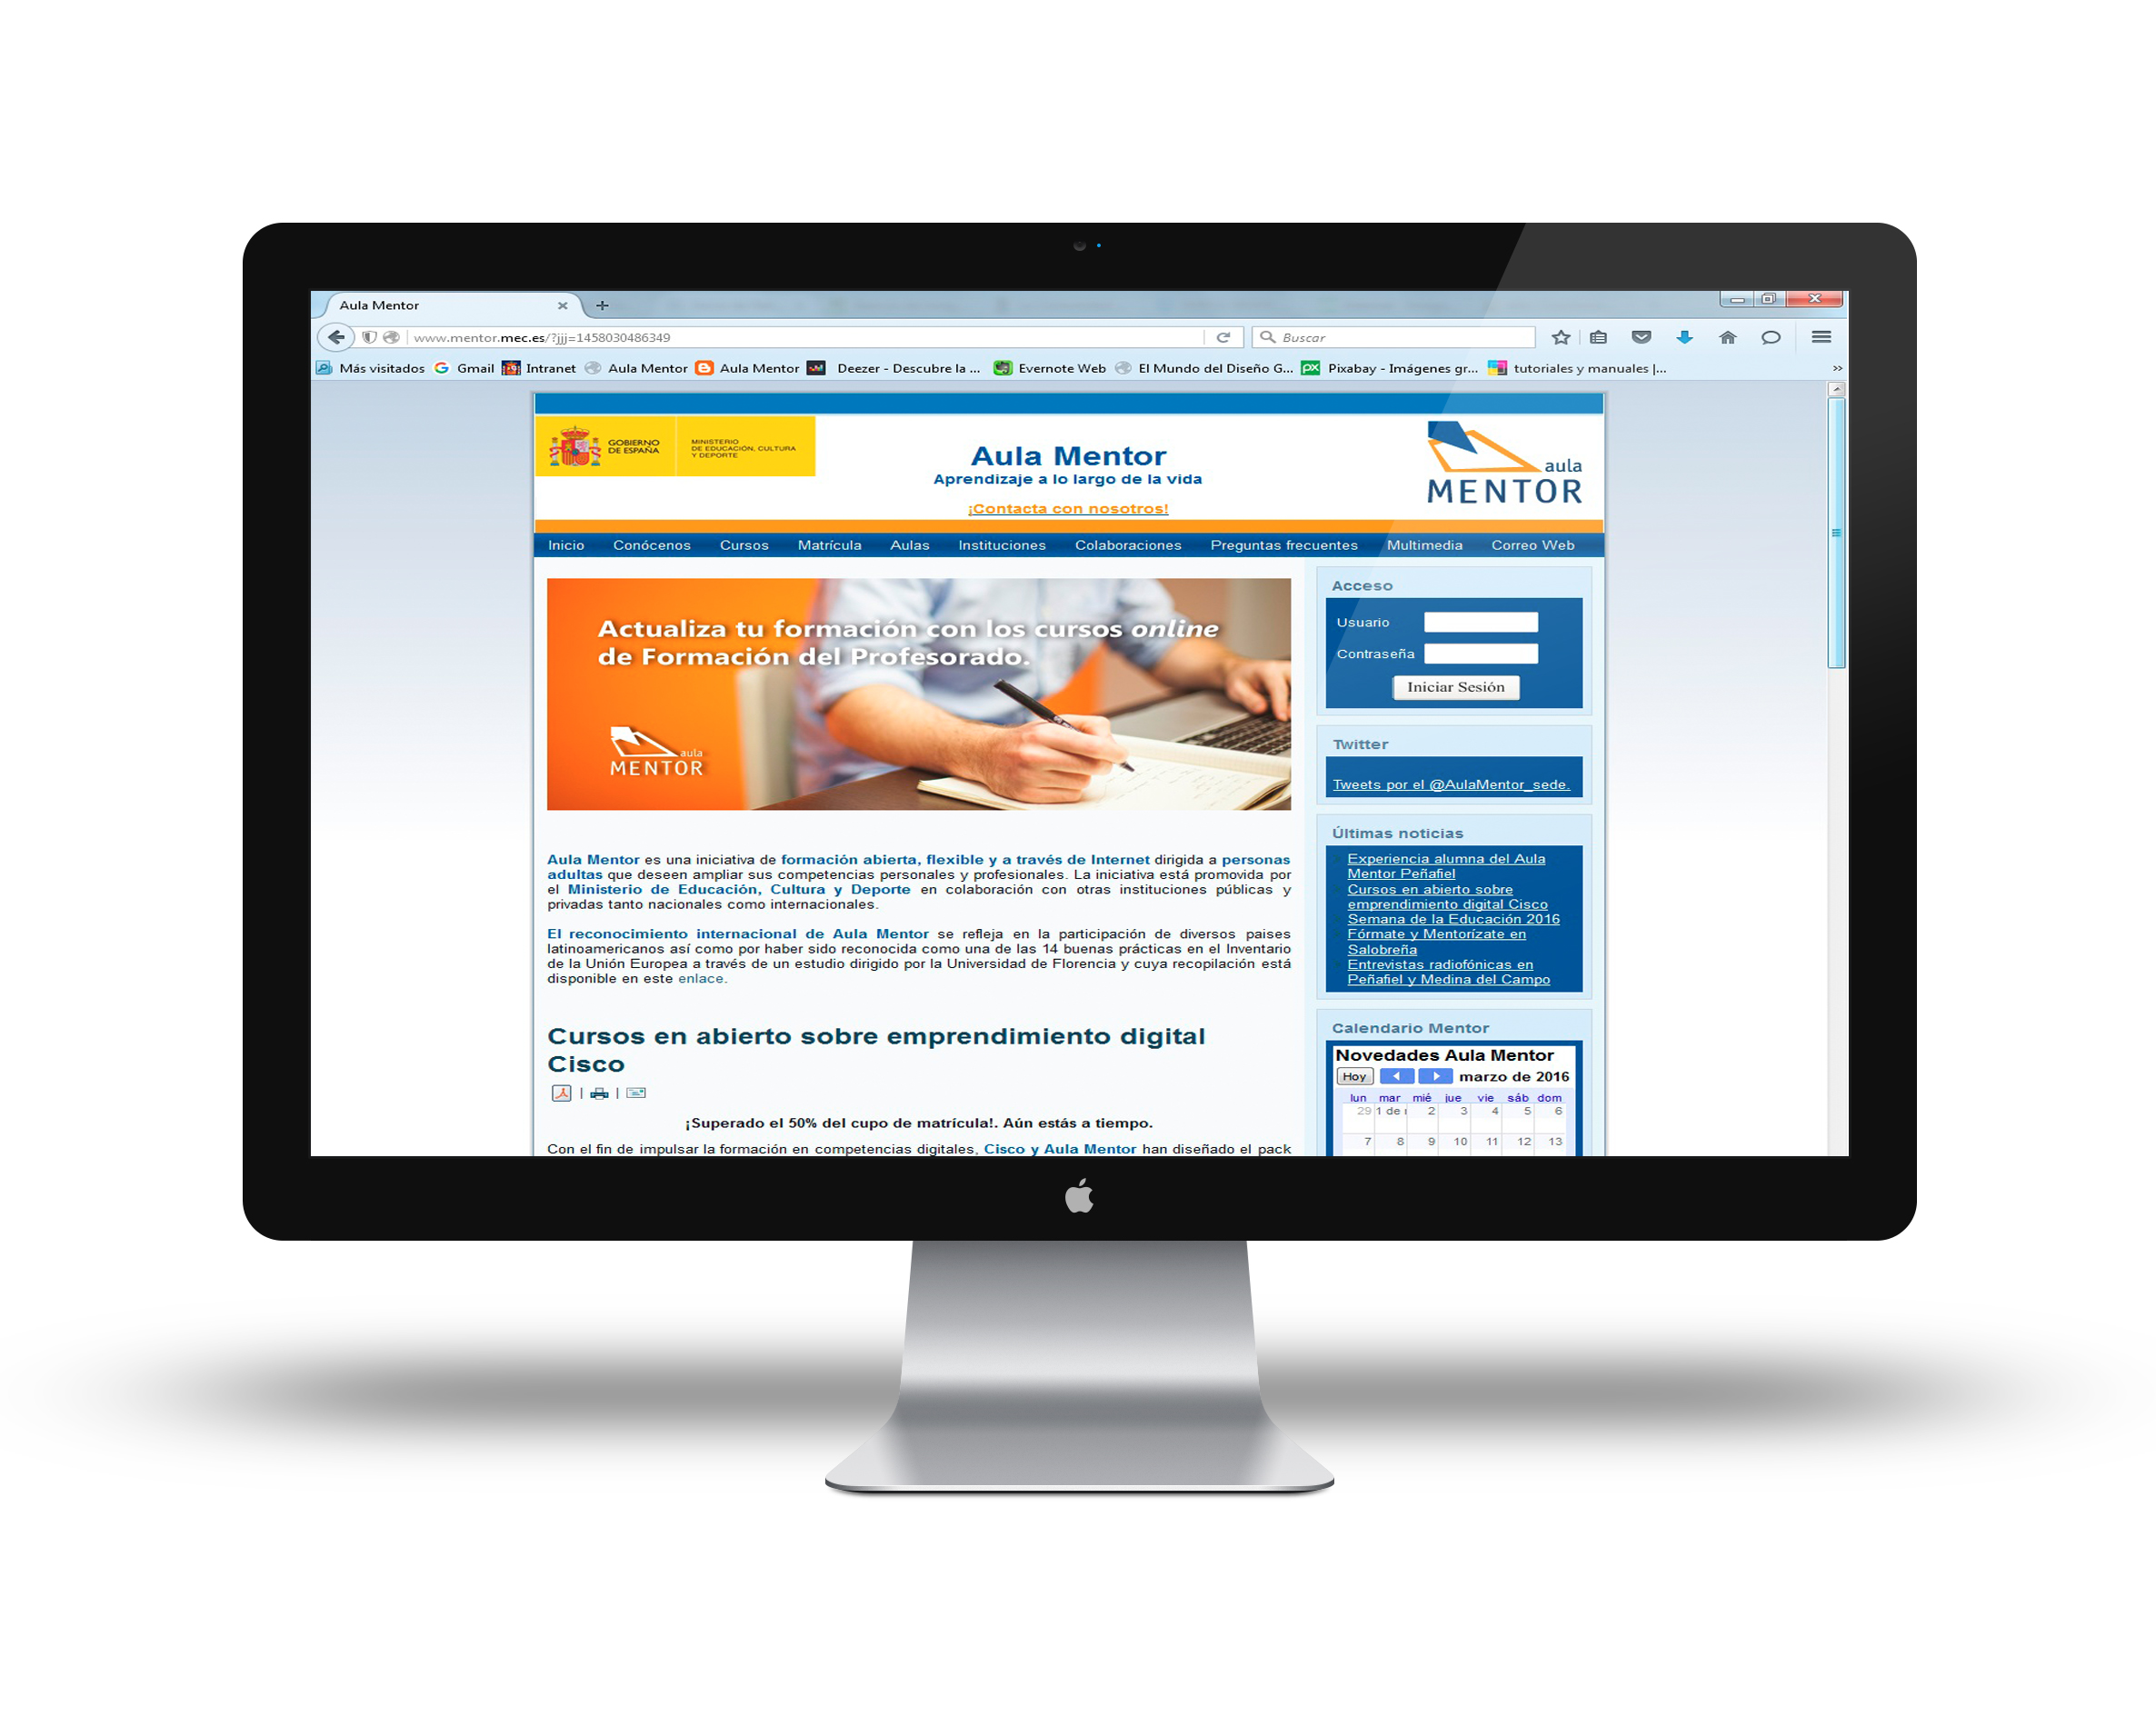 Aula Mentor
www.mentor.mec.es/?jjj=1458030486349
Buscar
Más visitados Gmail Intranet Aula Mentor Aula Mentor Deezer - Descubre la ... Evernote Web El Mundo del Diseño G... Pixabay - Imágenes gr... tutoriales y manuales |... »
GOBIERNO
DE ESPAÑA
MINISTERIO
DE EDUCACIÓN, CULTURA
Y DEPORTE
Aula Mentor
Aprendizaje a lo largo de la vida
¡Contacta con nosotros!
aula
MENTOR
Inicio Conócenos Cursos Matrícula Aulas Instituciones Colaboraciones Preguntas frecuentes Multimedia Correo Web
Actualiza tu formación con los cursos online
de Formación del Profesorado.
aula
MENTOR
Aula Mentor es una iniciativa de formación abierta, flexible y a través de Internet dirigida a personas
adultas que deseen ampliar sus competencias personales y profesionales. La iniciativa está promovida por
el Ministerio de Educación, Cultura y Deporte en colaboración con otras instituciones públicas y
privadas tanto nacionales como internacionales.
El reconocimiento internacional de Aula Mentor se refleja en la participación de diversos paises
latinoamericanos así como por haber sido reconocida como una de las 14 buenas prácticas en el Inventario
de la Unión Europea a través de un estudio dirigido por la Universidad de Florencia y cuya recopilación está
disponible en este enlace.
Cursos en abierto sobre emprendimiento digital
Cisco
| |
¡Superado el 50% del cupo de matrícula!. Aún estás a tiempo.
Con el fin de impulsar la formación en competencias digitales, Cisco y Aula Mentor han diseñado el pack
Acceso
Usuario
Contraseña
Iniciar Sesión
Twitter
Tweets por el @AulaMentor_sede.
Últimas noticias
Experiencia alumna del Aula
Mentor Peñafiel
Cursos en abierto sobre
emprendimiento digital Cisco
Semana de la Educación 2016
Fórmate y Mentorízate en
Salobreña
Entrevistas radiofónicas en
Peñafiel y Medina del Campo
Calendario Mentor
Novedades Aula Mentor
Hoy marzo de 2016
lun mar mié jue vie sáb dom
29 1 de 2 3 4 5 6
7 8 9 10 11 12 13